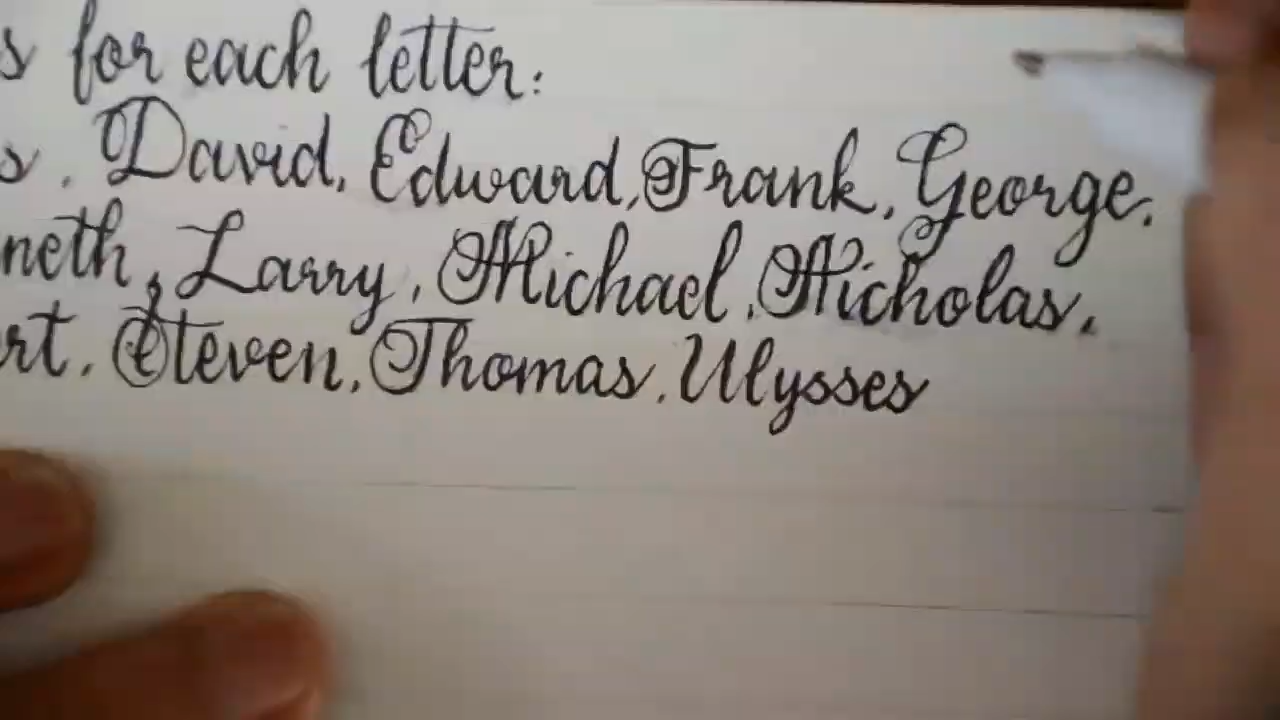 s for each letter:
s, David, Edward, Frank, George,
neth, Larry, Michael, Nicholas,
rt, Steven, Thomas, Ulysses